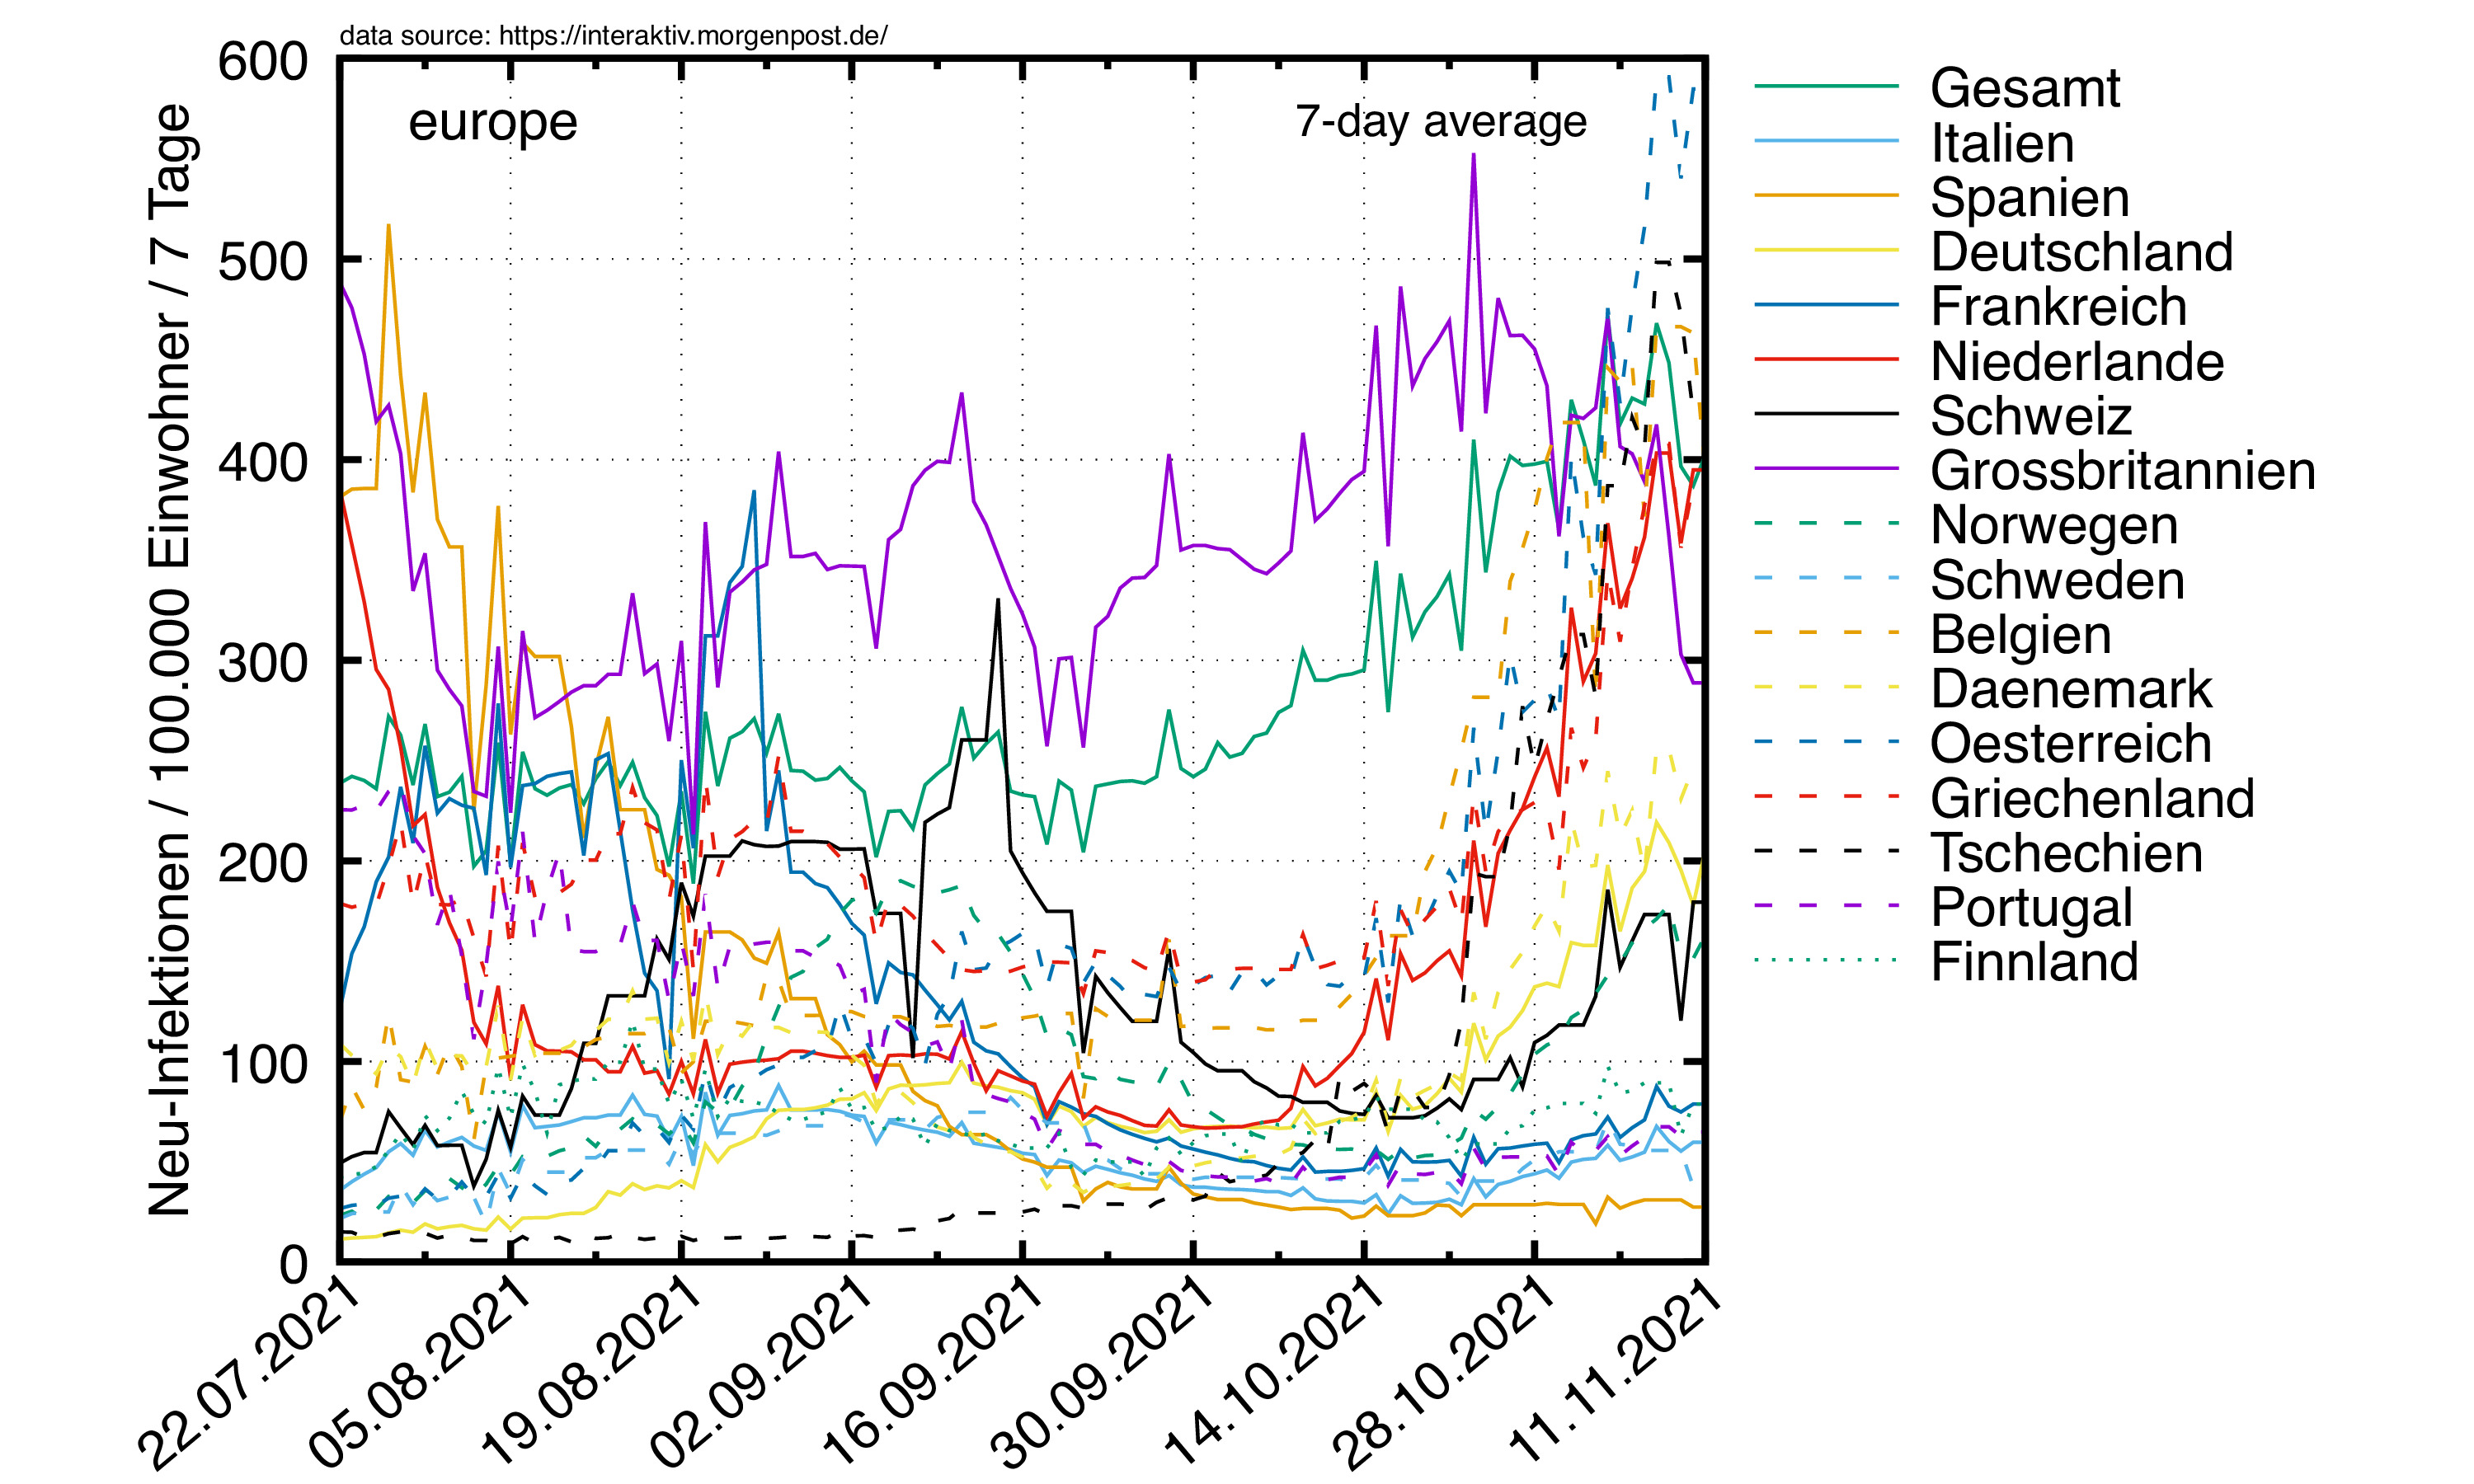 data source: https://interaktiv.morgenpost.de/
europe
7-day average
Neu-Infektionen / 100.000 Einwohner / 7 Tage
600
500
400
300
200
100
0
22.07.2021
05.08.2021
19.08.2021
02.09.2021
16.09.2021
30.09.2021
14.10.2021
28.10.2021
11.11.2021
Gesamt
Italien
Spanien
Deutschland
Frankreich
Niederlande
Schweiz
Grossbritannien
Norwegen
Schweden
Belgien
Daenemark
Oesterreich
Griechenland
Tschechien
Portugal
Finnland